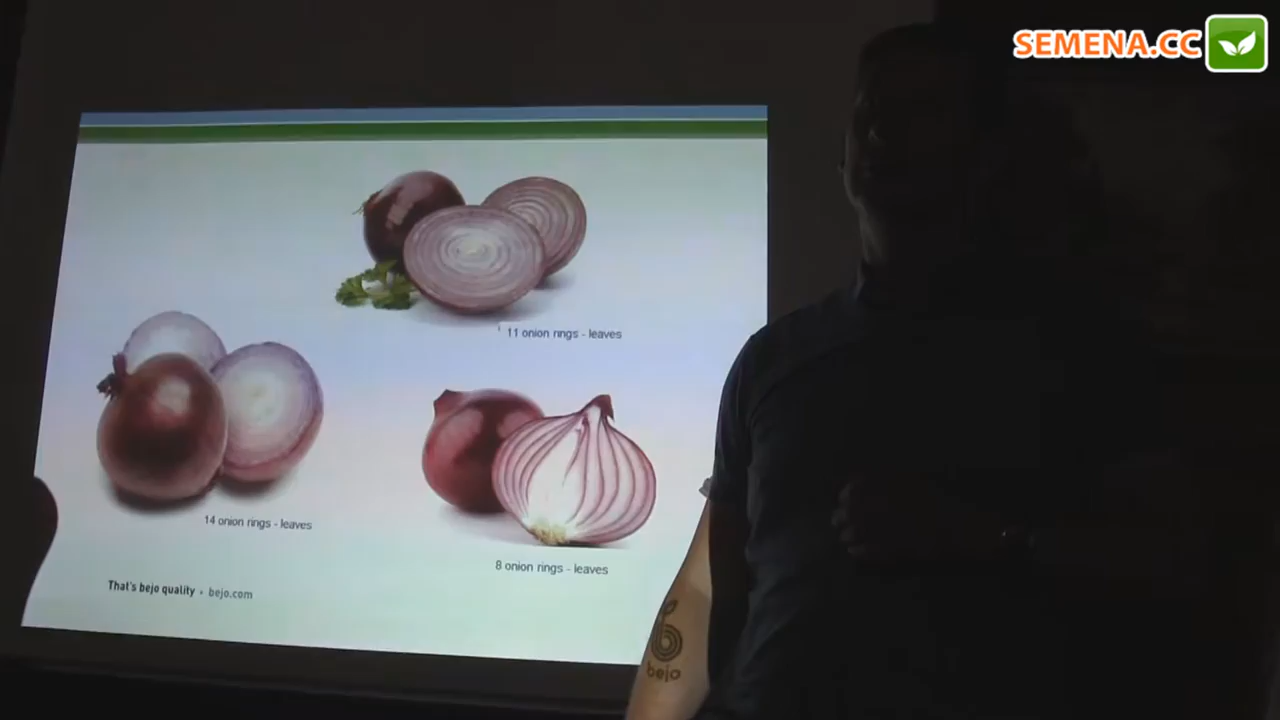 SEMENA.CC
11 onion rings - leaves
14 onion rings - leaves
8 onion rings - leaves
That's bejo quality • bejo.com
bejo